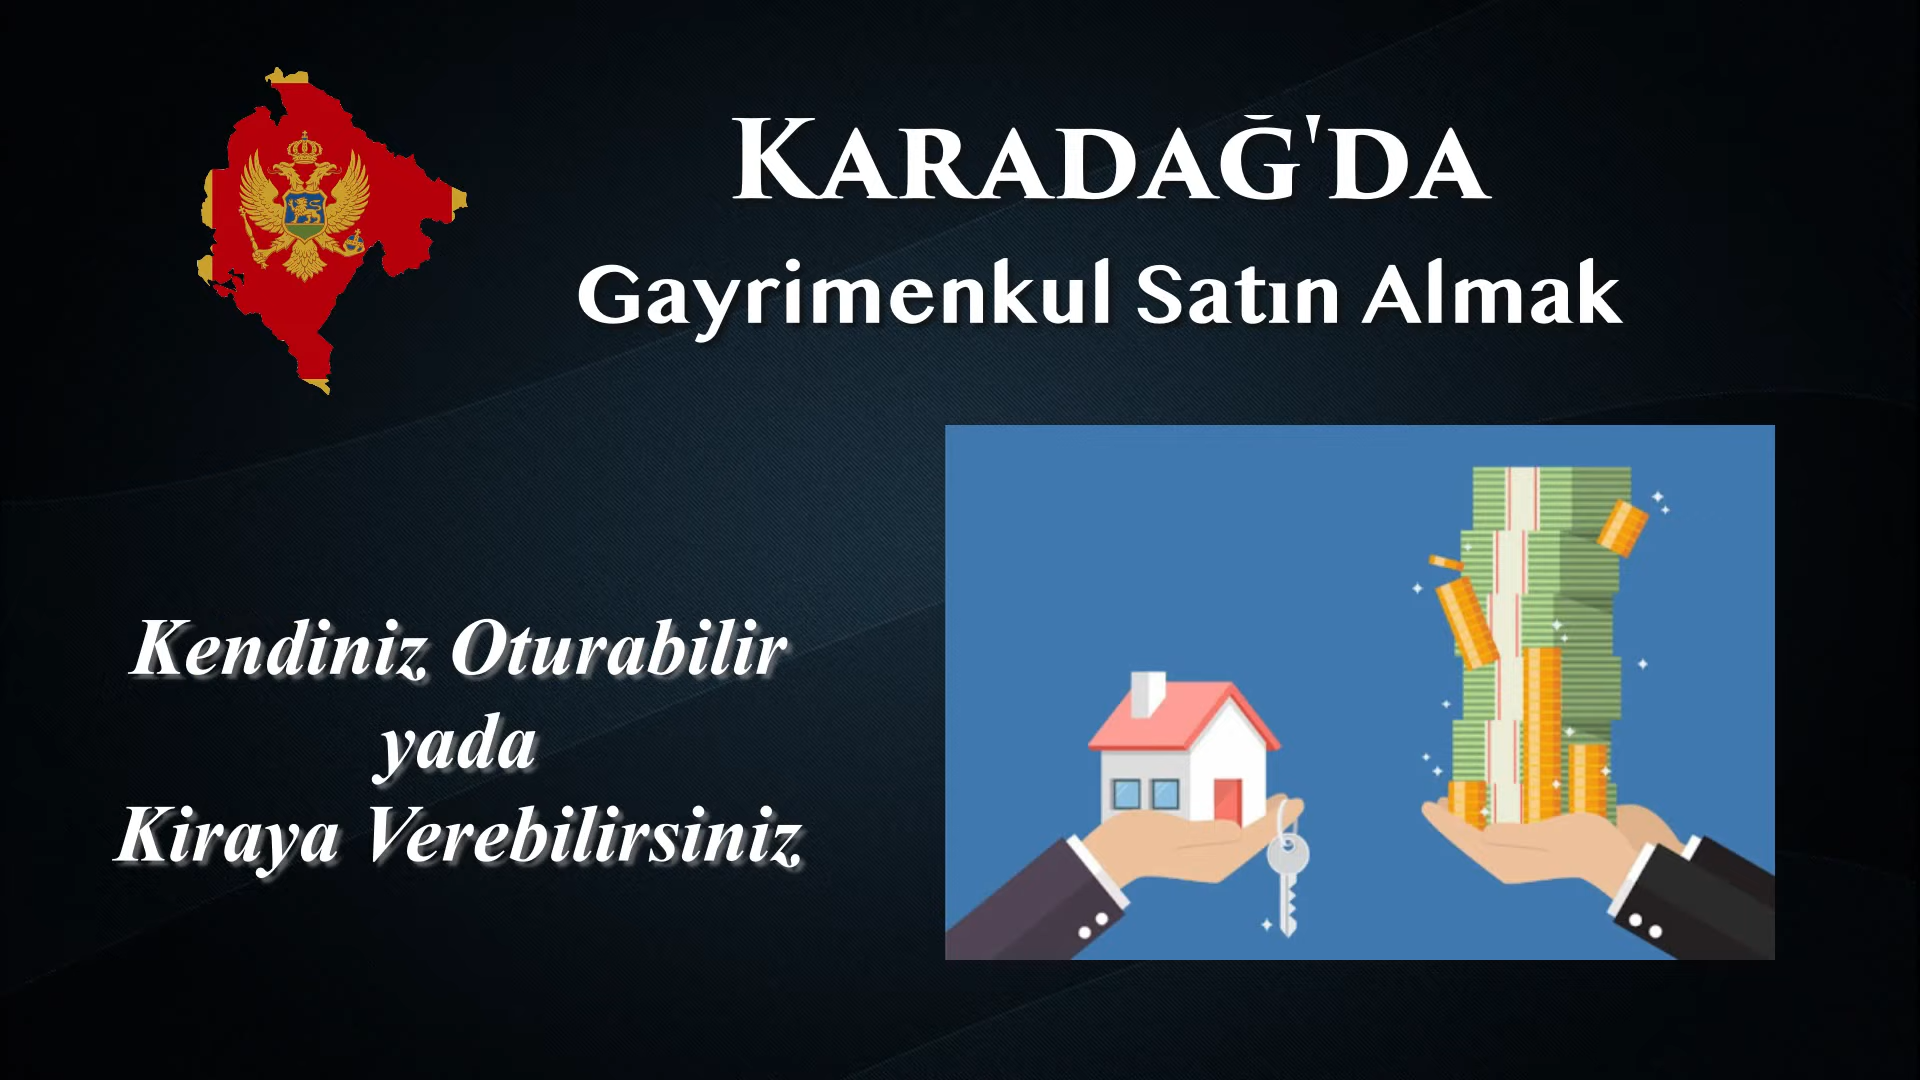 KARADAĞ'DA
Gayrimenkul Satın Almak
Kendiniz Oturabilir
yada
Kiraya Verebilirsiniz